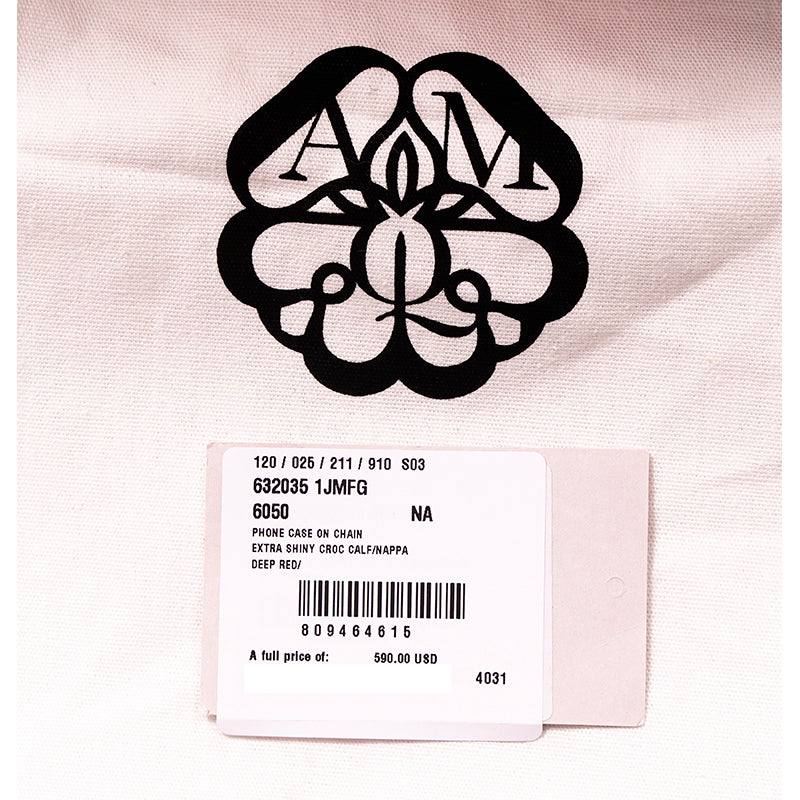 A M
Q
120 / 025 / 211 / 910 S03
632035 1JMFG
6050 NA
PHONE CASE ON CHAIN
EXTRA SHINY CROC CALF/NAPPA
DEEP RED/
809464615
A full price of: 590.00 USD
4031